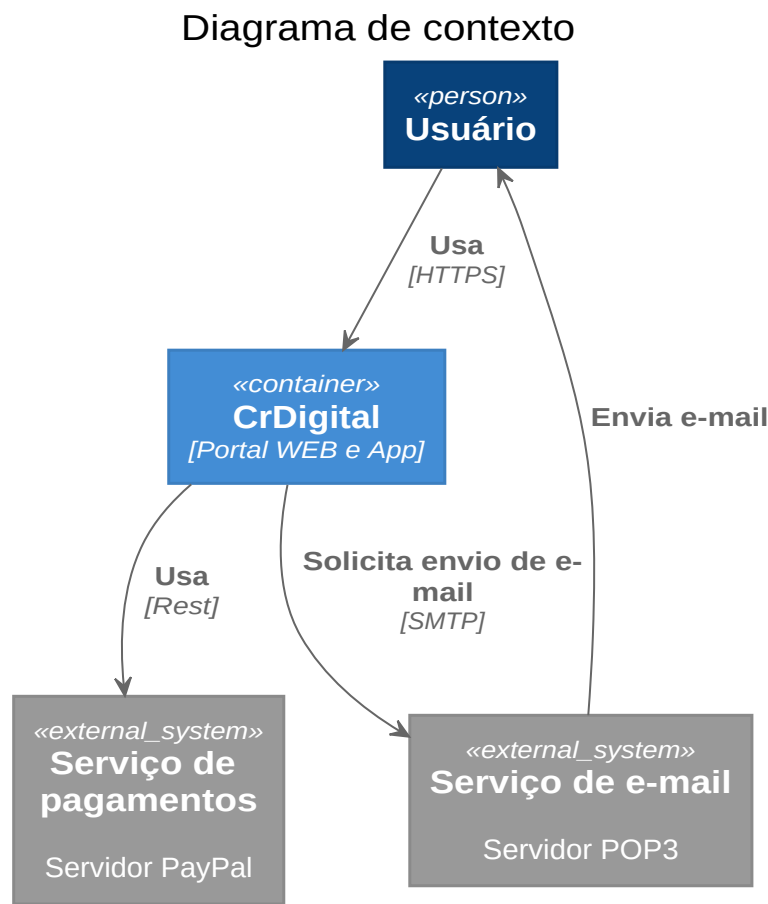 Diagrama de contexto
«person»
Usuário
Usa
[HTTPS]
«container»
CrDigital
[Portal WEB e App]
Envia e-mail
Usa
[Rest]
Solicita envio de e-
mail
[SMTP]
«external_system»
Serviço de
pagamentos
Servidor PayPal
«external_system»
Serviço de e-mail
Servidor POP3